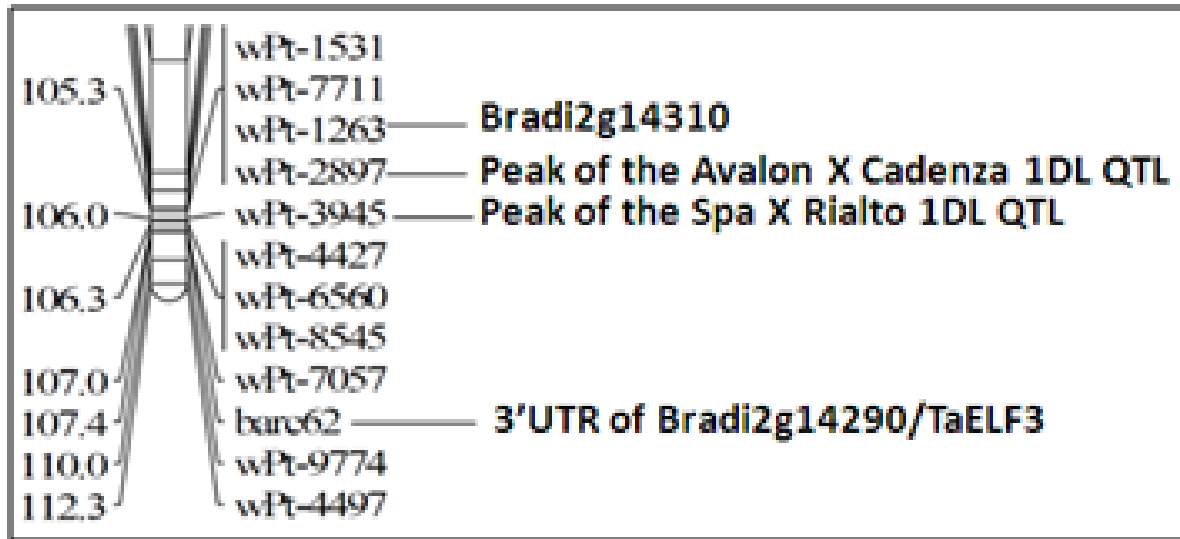 wPt-1531
105.3 wPt-7711
wPt-1263 Bradi2g14310
wPt-2897 Peak of the Avalon X Cadenza 1DL QTL
106.0 wPt-3945 Peak of the Spa X Rialto 1DL QTL
wPt-4427
106.3 wPt-6560
wPt-8545
107.0 wPt-7057
107.4 barc62 3'UTR of Bradi2g14290/TaELF3
110.0 wPt-9774
112.3 wPt-4497